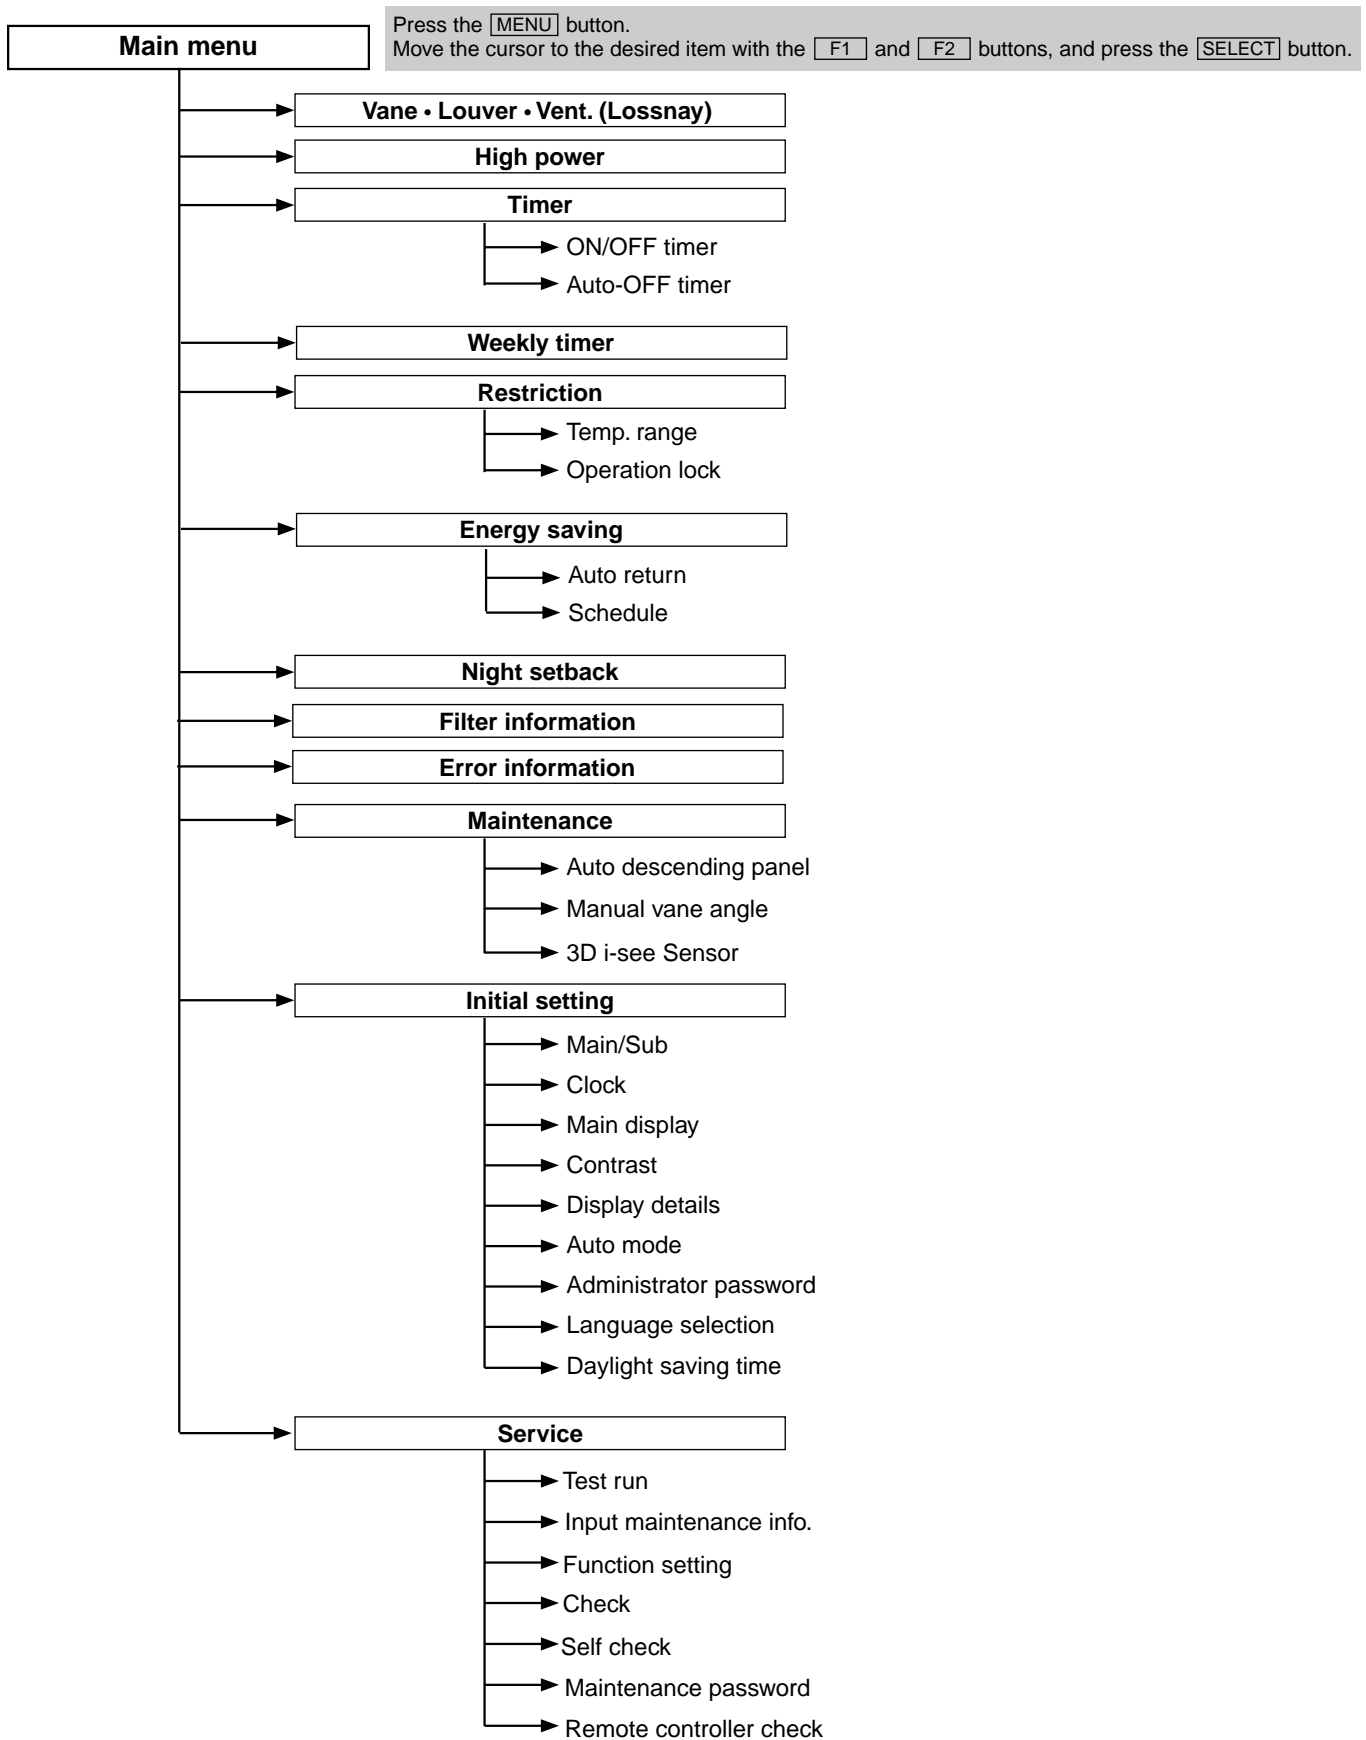 Main menu
Press the MENU button.
Move the cursor to the desired item with the F1 and F2 buttons, and press the SELECT button.
Vane • Louver • Vent. (Lossnay)
High power
Timer
ON/OFF timer
Auto-OFF timer
Weekly timer
Restriction
Temp. range
Operation lock
Energy saving
Auto return
Schedule
Night setback
Filter information
Error information
Maintenance
Auto descending panel
Manual vane angle
3D i-see Sensor
Initial setting
Main/Sub
Clock
Main display
Contrast
Display details
Auto mode
Administrator password
Language selection
Daylight saving time
Service
Test run
Input maintenance info.
Function setting
Check
Self check
Maintenance password
Remote controller check